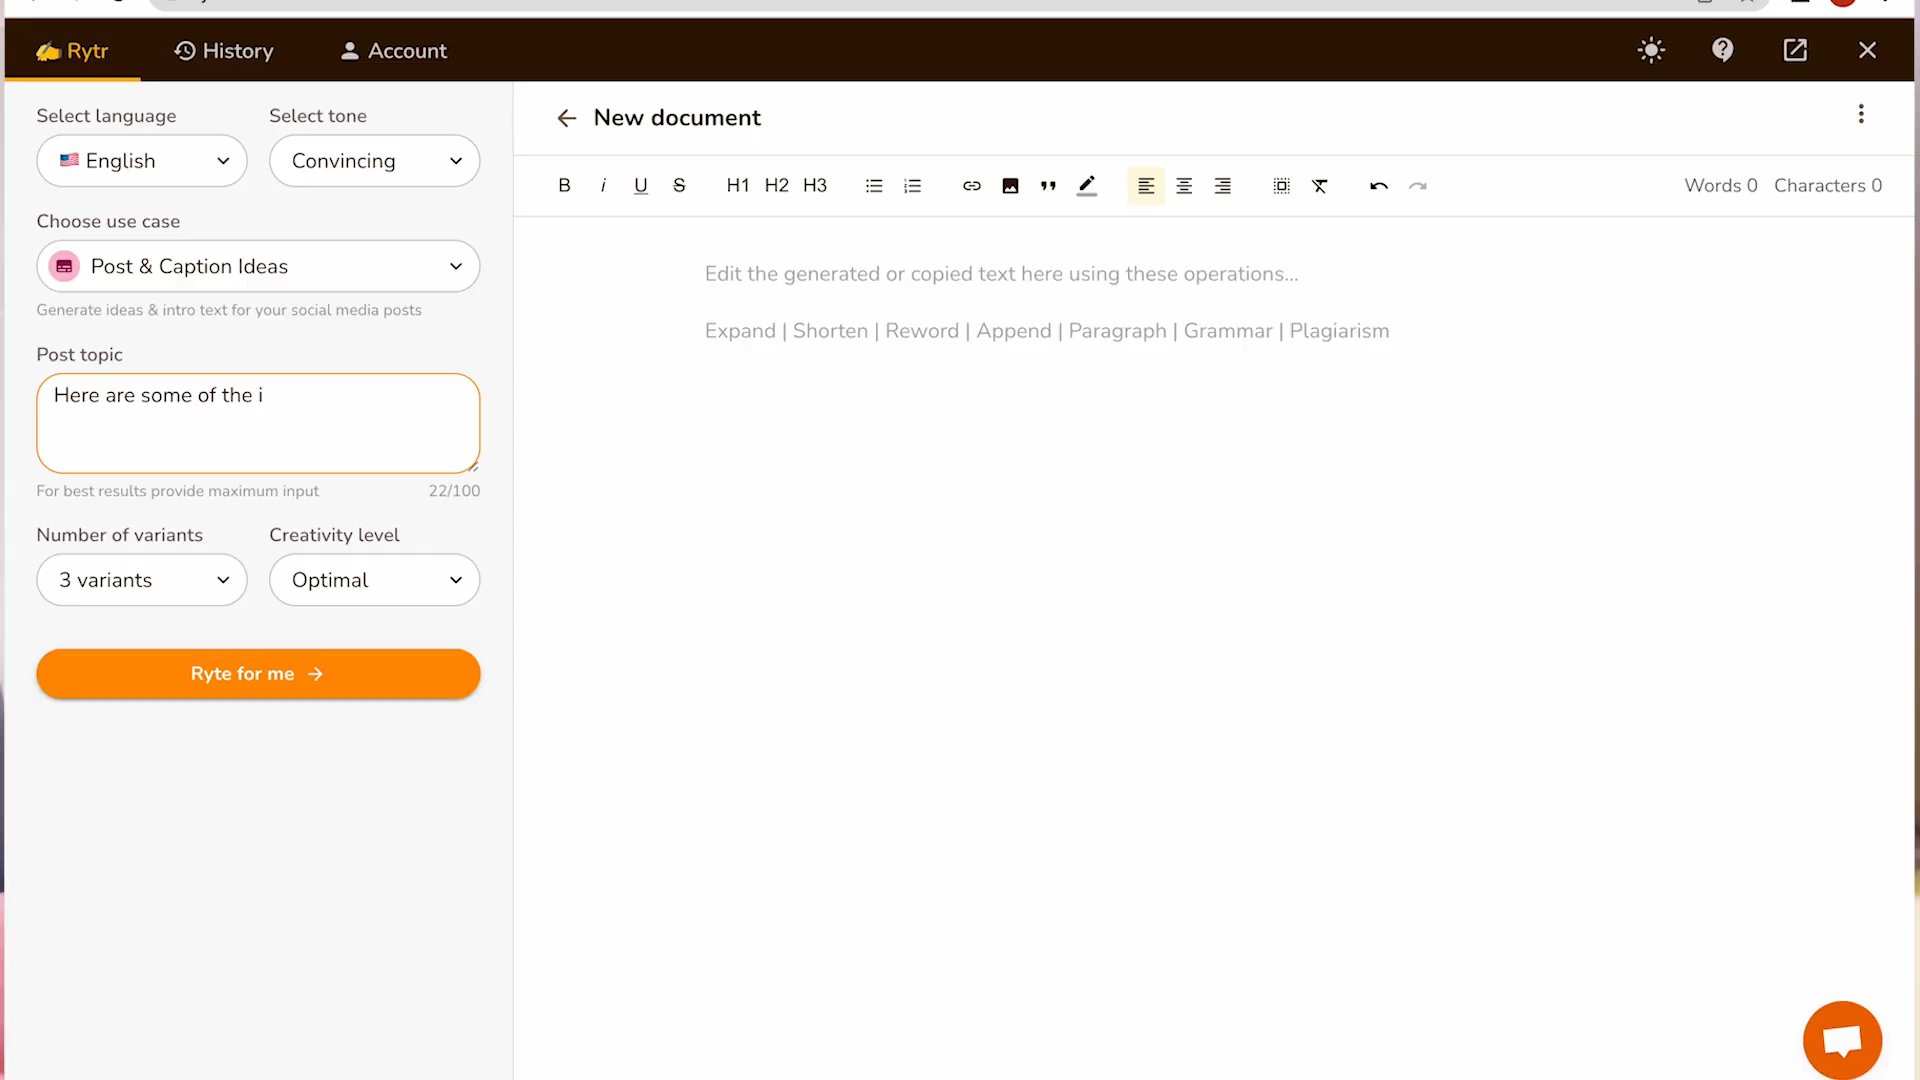 Rytr
History
Account
Select language
Select tone
English
Convincing
Choose use case
Post & Caption Ideas
Generate ideas & intro text for your social media posts
Post topic
Here are some of the i
For best results provide maximum input
22/100
Number of variants
Creativity level
3 variants
Optimal
Ryte for me
New document
B i U S H1 H2 H3
Words 0 Characters 0
Edit the generated or copied text here using these operations...
Expand | Shorten | Reword | Append | Paragraph | Grammar | Plagiarism